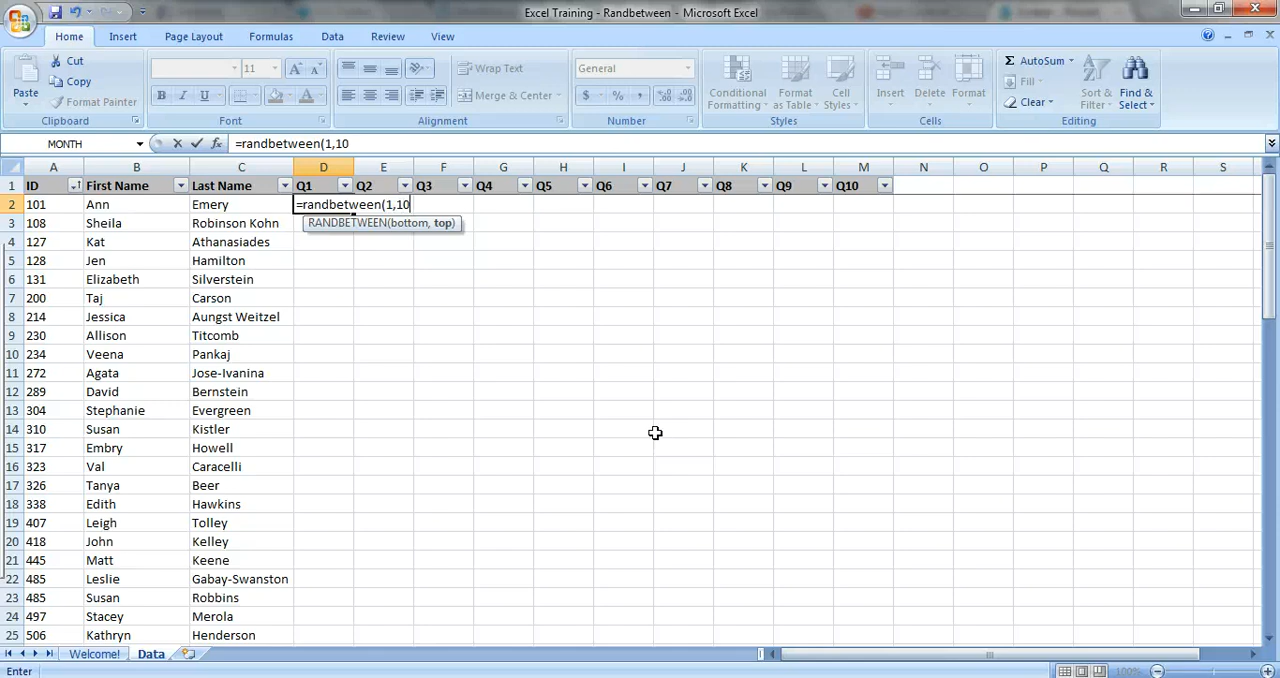 Excel Training - Randbetween - Microsoft Excel
Home Insert Page Layout Formulas Data Review View
Paste Cut Copy Format Painter Clipboard
11 A A B I U A Font
Wrap Text Merge & Center Alignment
General $ % , Number
Conditional Formatting Format as Table Cell Styles Styles
Insert Delete Format Cells
Σ AutoSum Fill Clear Sort & Filter Find & Select Editing
MONTH fx =randbetween(1,10
A B C D E F G H I J K L M N O P Q R S
1 ID First Name Last Name Q1 Q2 Q3 Q4 Q5 Q6 Q7 Q8 Q9 Q10
2 101 Ann Emery =randbetween(1,10
RANDBETWEEN(bottom, top)
3 108 Sheila Robinson Kohn
4 127 Kat Athanasiades
5 128 Jen Hamilton
6 131 Elizabeth Silverstein
7 200 Taj Carson
8 214 Jessica Aungst Weitzel
9 230 Allison Titcomb
10 234 Veena Pankaj
11 272 Agata Jose-Ivanina
12 289 David Bernstein
13 304 Stephanie Evergreen
14 310 Susan Kistler
15 317 Embry Howell
16 323 Val Caracelli
17 326 Tanya Beer
18 338 Edith Hawkins
19 407 Leigh Tolley
20 418 John Kelley
21 445 Matt Keene
22 485 Leslie Gabay-Swanston
23 485 Susan Robbins
24 497 Stacey Merola
25 506 Kathryn Henderson
Welcome! Data
Enter 100%